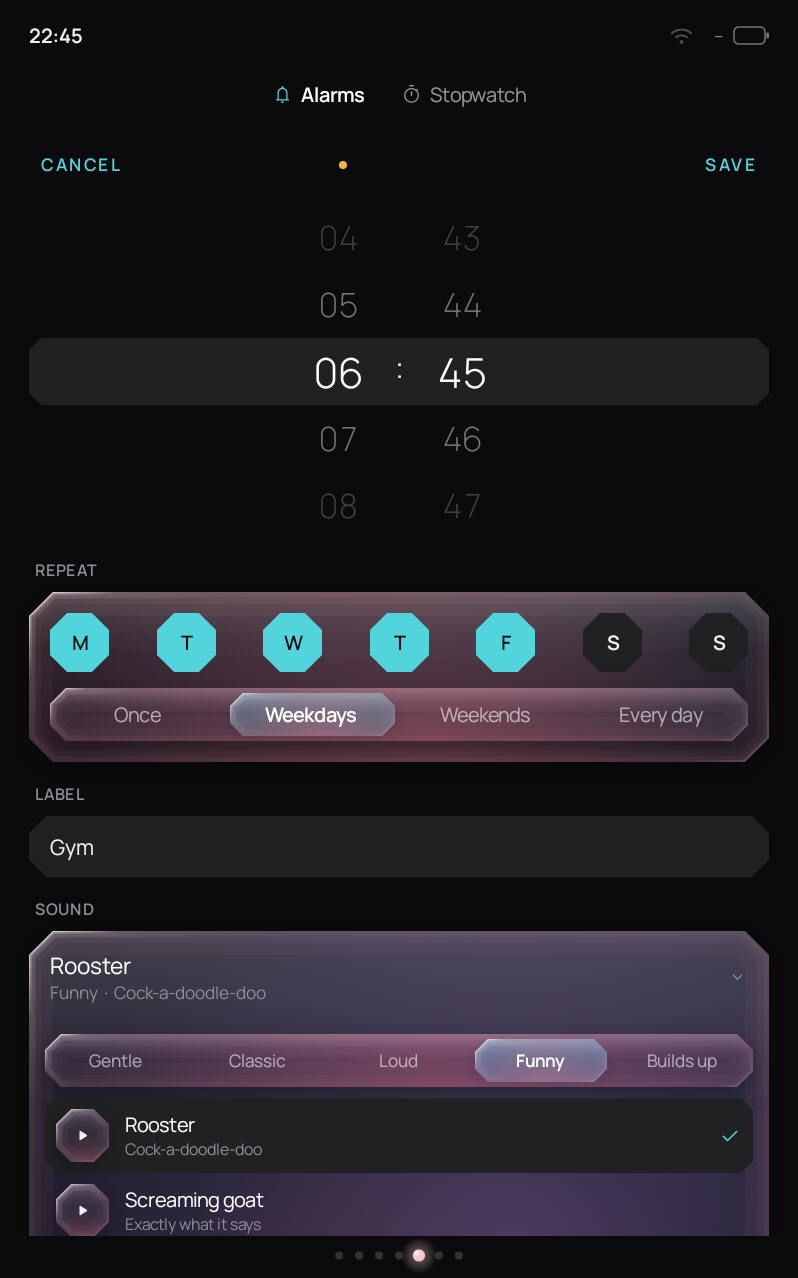 22:45
Alarms Stopwatch
CANCEL SAVE
04 43
05 44
06 : 45
07 46
08 47
REPEAT
M T W T F S S
Once Weekdays Weekends Every day
LABEL
Gym
SOUND
Rooster
Funny · Cock-a-doodle-doo
Gentle Classic Loud Funny Builds up
Rooster
Cock-a-doodle-doo
Screaming goat
Exactly what it says